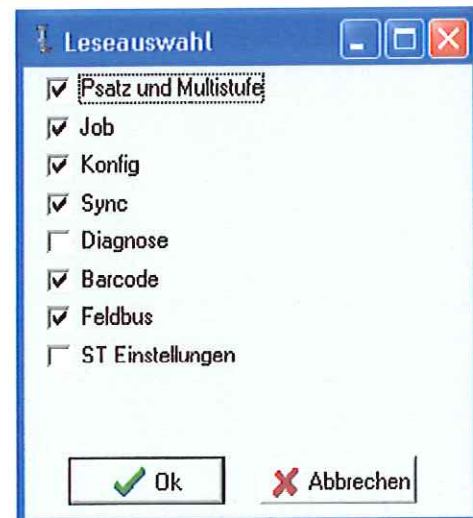 Leseauswahl
Psatz und Multistufe
Job
Konfig
Sync
Diagnose
Barcode
Feldbus
ST Einstellungen
Ok
Abbrechen